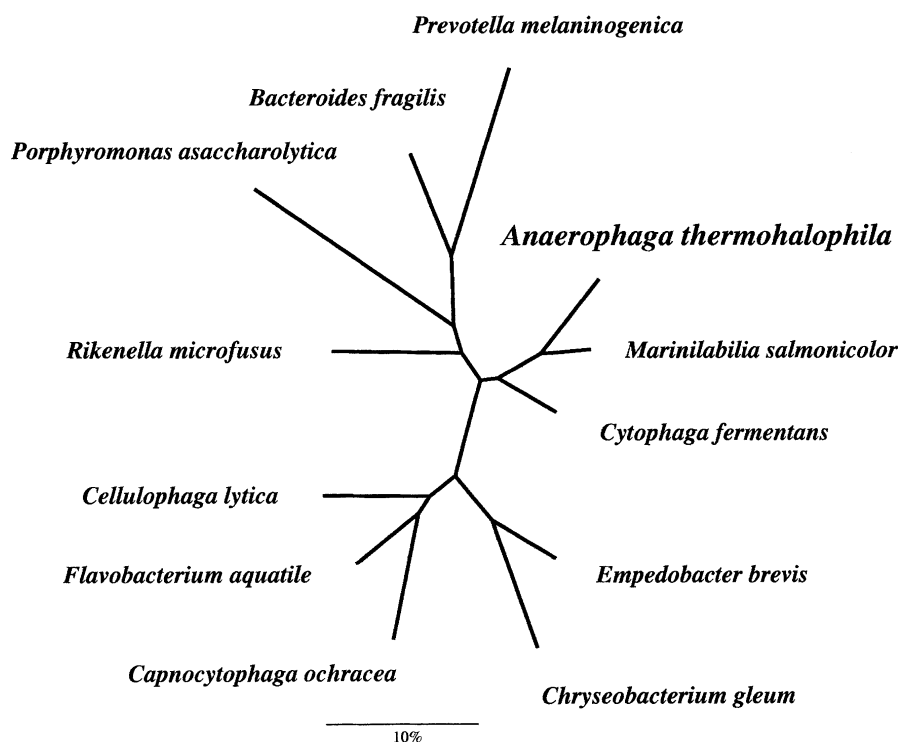 Prevotella melaninogenica
Bacteroides fragilis
Porphyromonas asaccharolytica
Anaerophaga thermohalophila
Rikenella microfusus
Marinilabilia salmonicolor
Cytophaga fermentans
Cellulophaga lytica
Flavobacterium aquatile
Empedobacter brevis
Capnocytophaga ochracea
Chryseobacterium gleum
10%